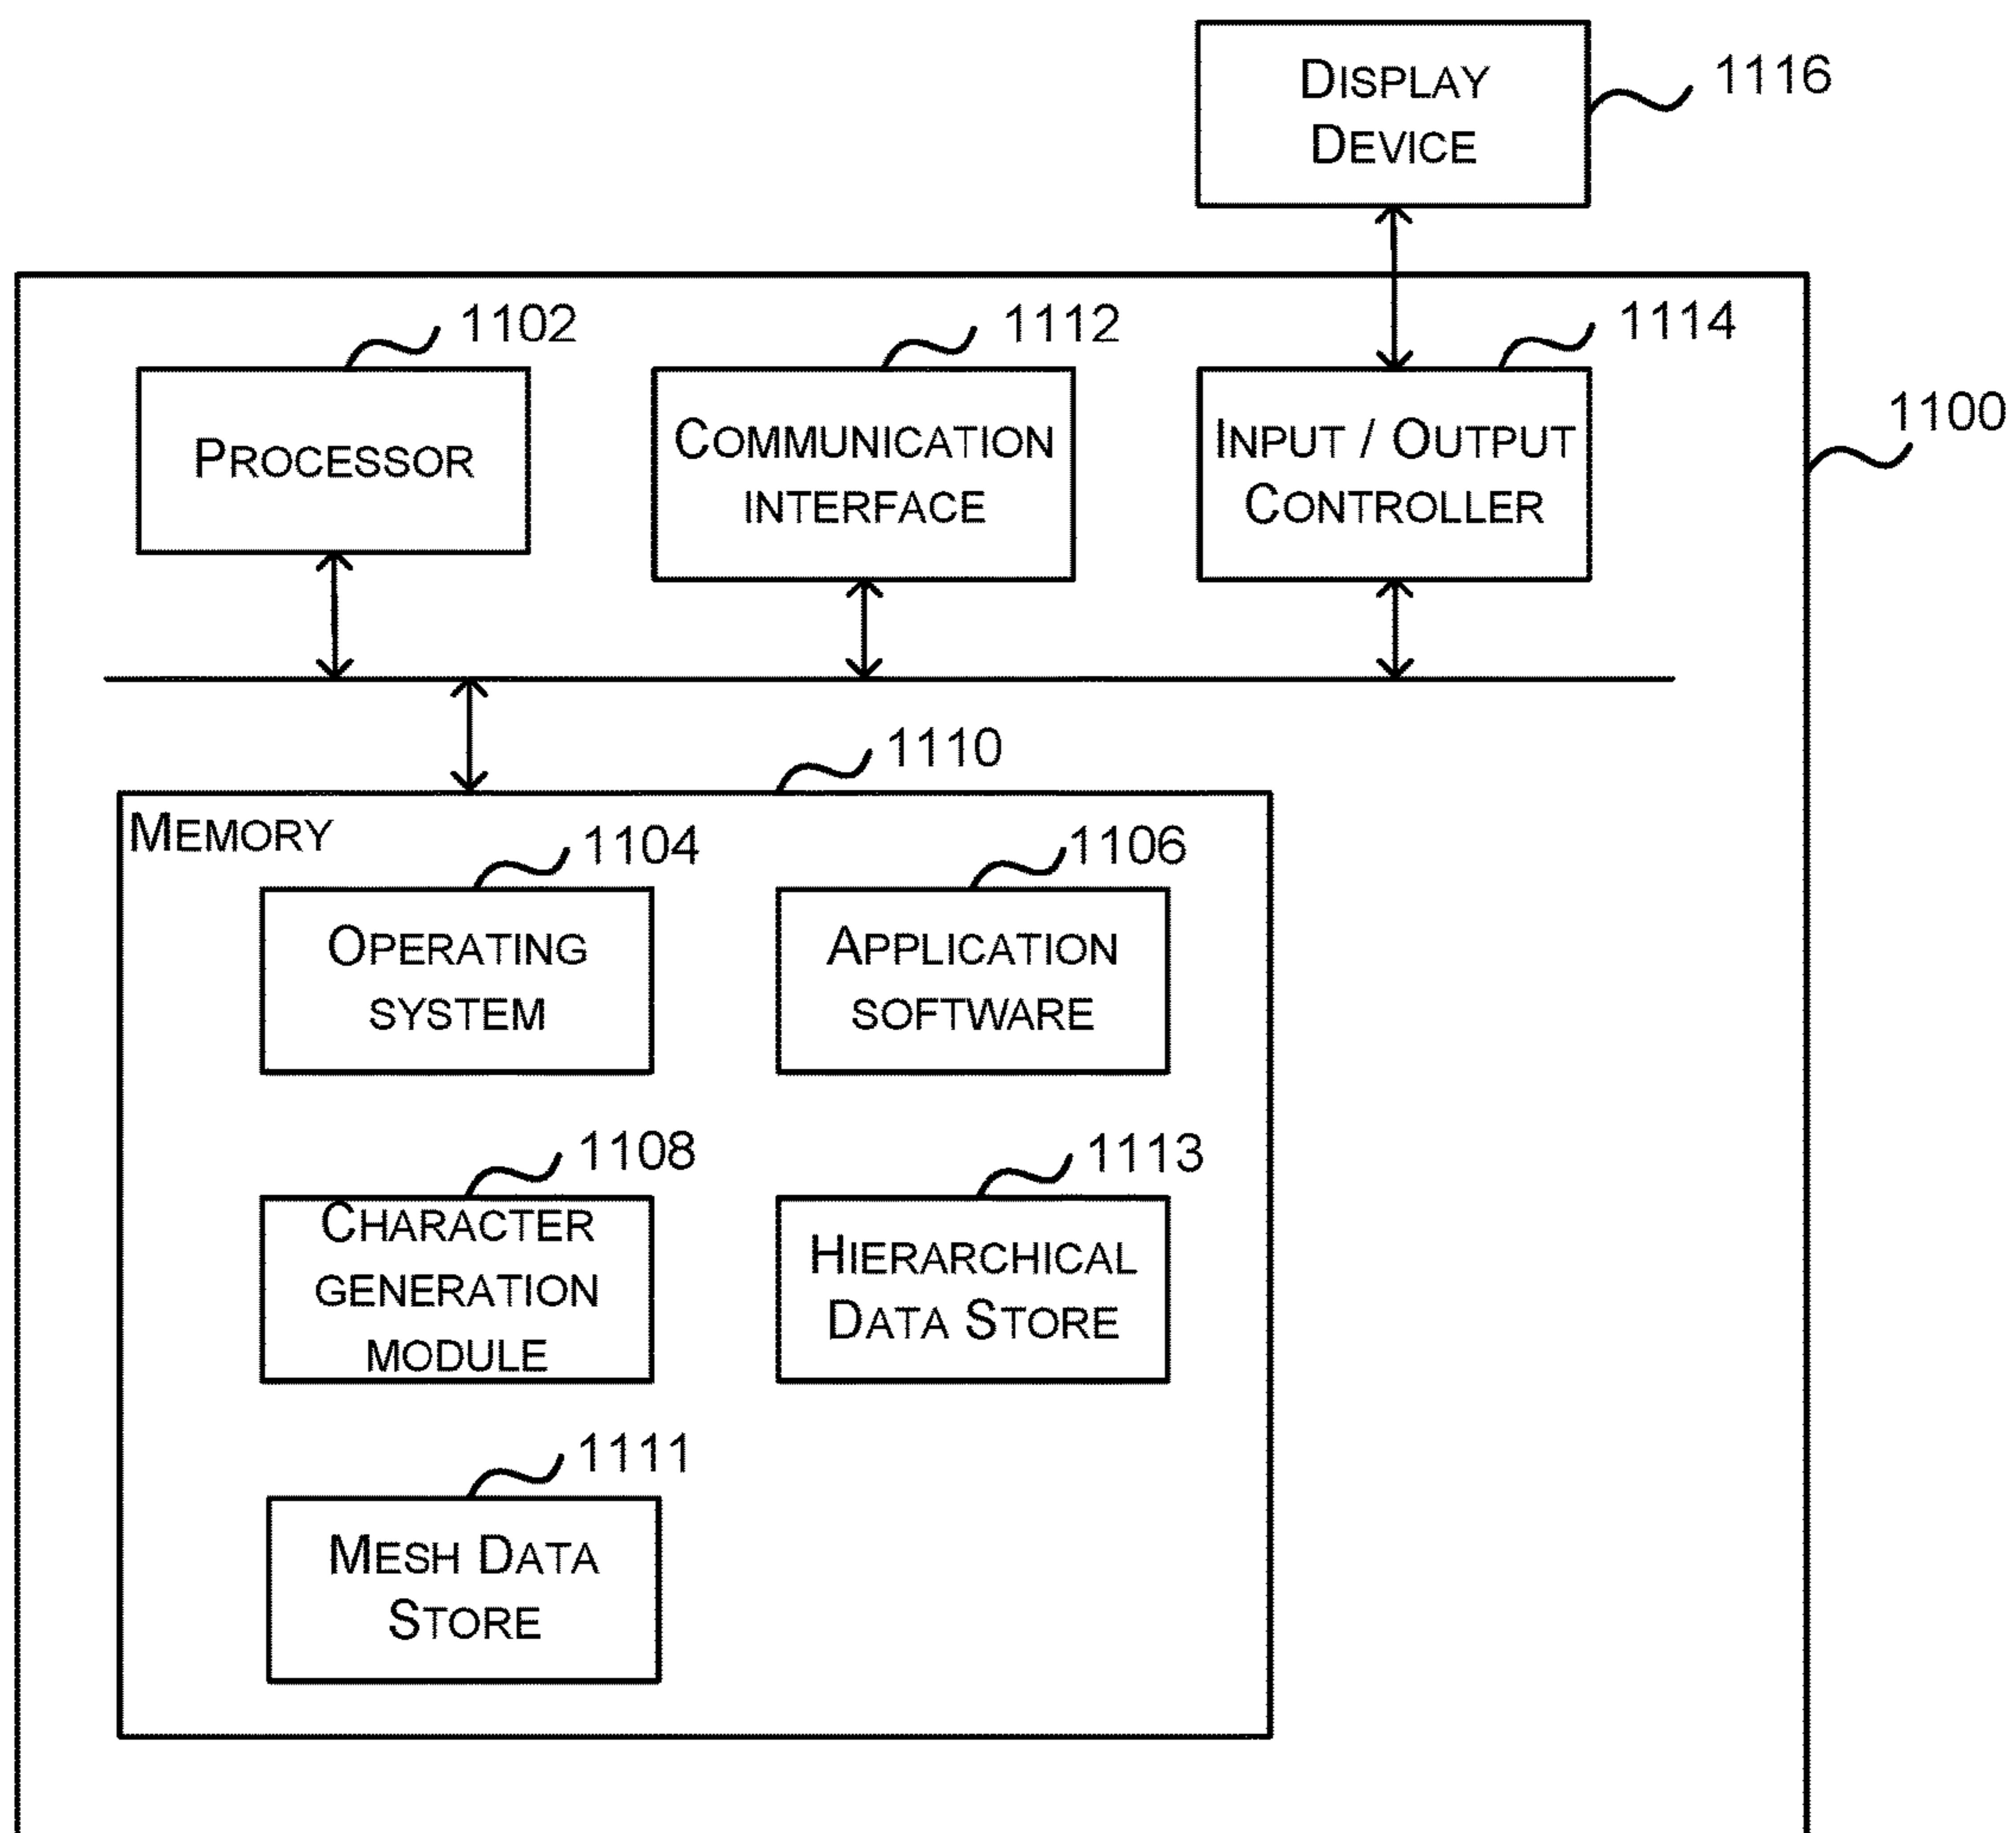 DISPLAY
DEVICE
1116
1102
1112
1114
PROCESSOR
COMMUNICATION
INTERFACE
INPUT / OUTPUT
CONTROLLER
1100
1110
MEMORY
1104
1106
OPERATING
SYSTEM
APPLICATION
SOFTWARE
1108
1113
CHARACTER
GENERATION
MODULE
HIERARCHICAL
DATA STORE
1111
MESH DATA
STORE